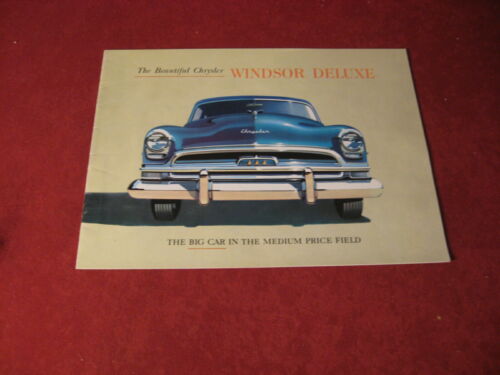 The Beautiful Chrysler WINDSOR DELUXE
Chrysler
THE BIG CAR IN THE MEDIUM PRICE FIELD